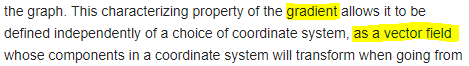 the graph. This characterizing property of the gradient allows it to be
defined independently of a choice of coordinate system, as a vector field
whose components in a coordinate system will transform when going from